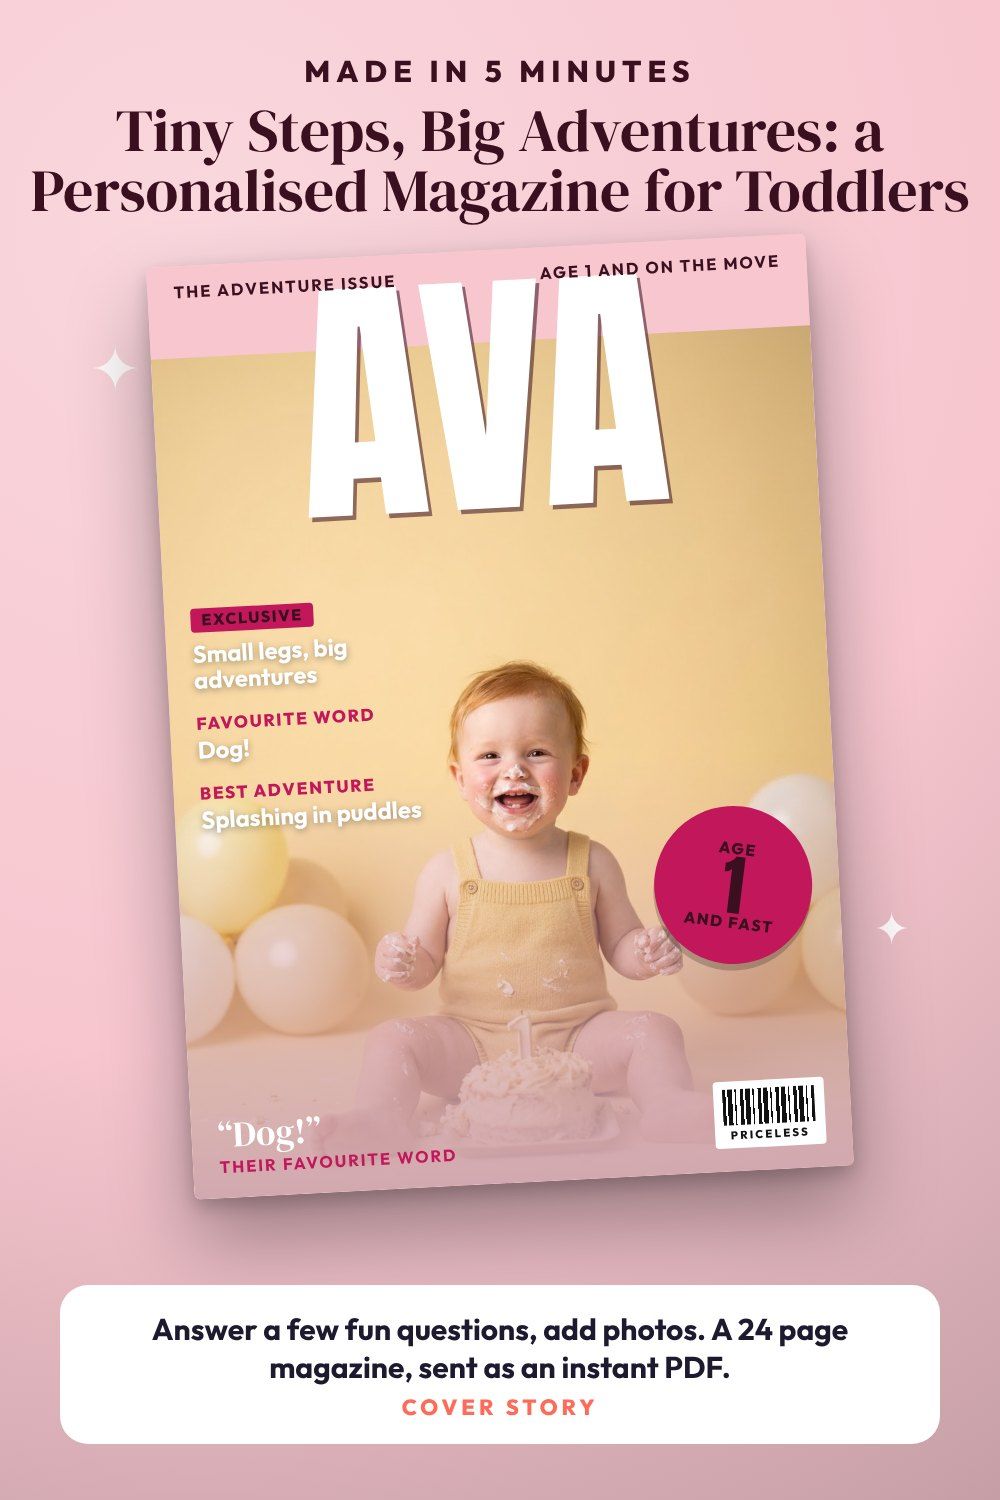 MADE IN 5 MINUTES
Tiny Steps, Big Adventures: a
Personalised Magazine for Toddlers
THE ADVENTURE ISSUE
AGE 1 AND ON THE MOVE
AVA
EXCLUSIVE
Small legs, big
adventures
FAVOURITE WORD
Dog!
BEST ADVENTURE
Splashing in puddles
AGE
1
AND FAST
1
“Dog!”
THEIR FAVOURITE WORD
PRICELESS
Answer a few fun questions, add photos. A 24 page
magazine, sent as an instant PDF.
COVER STORY